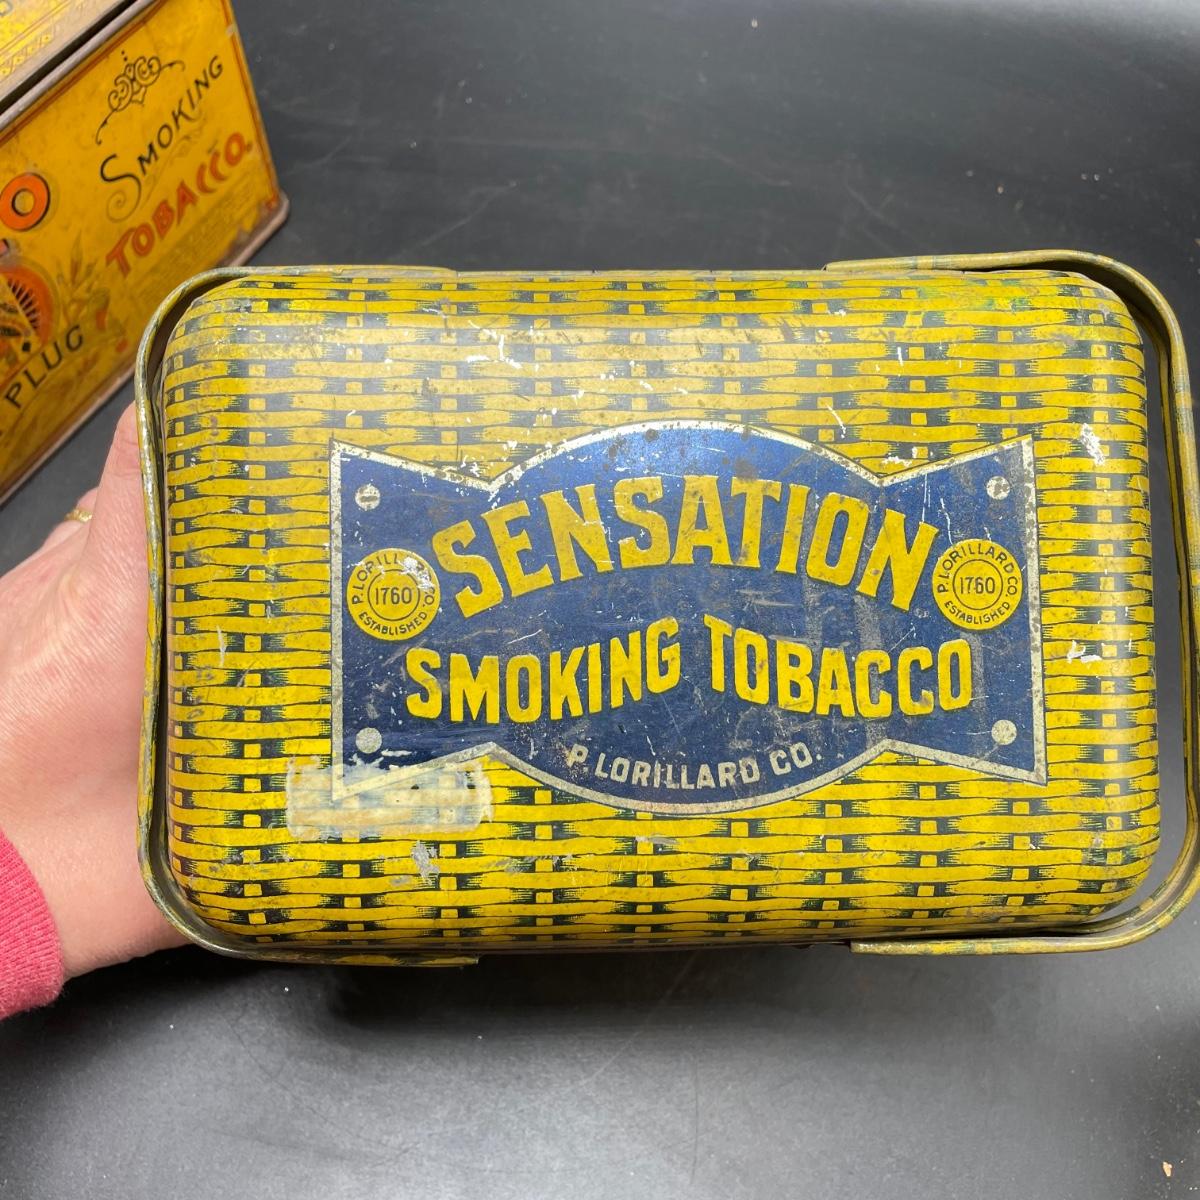 SMOKING
TOBACCO.
PLUG
SENSATION
SMOKING TOBACCO
P. LORILLARD CO.
P. LORILLARD CO.
1760
ESTABLISHED
P. LORILLARD CO.
1760
ESTABLISHED